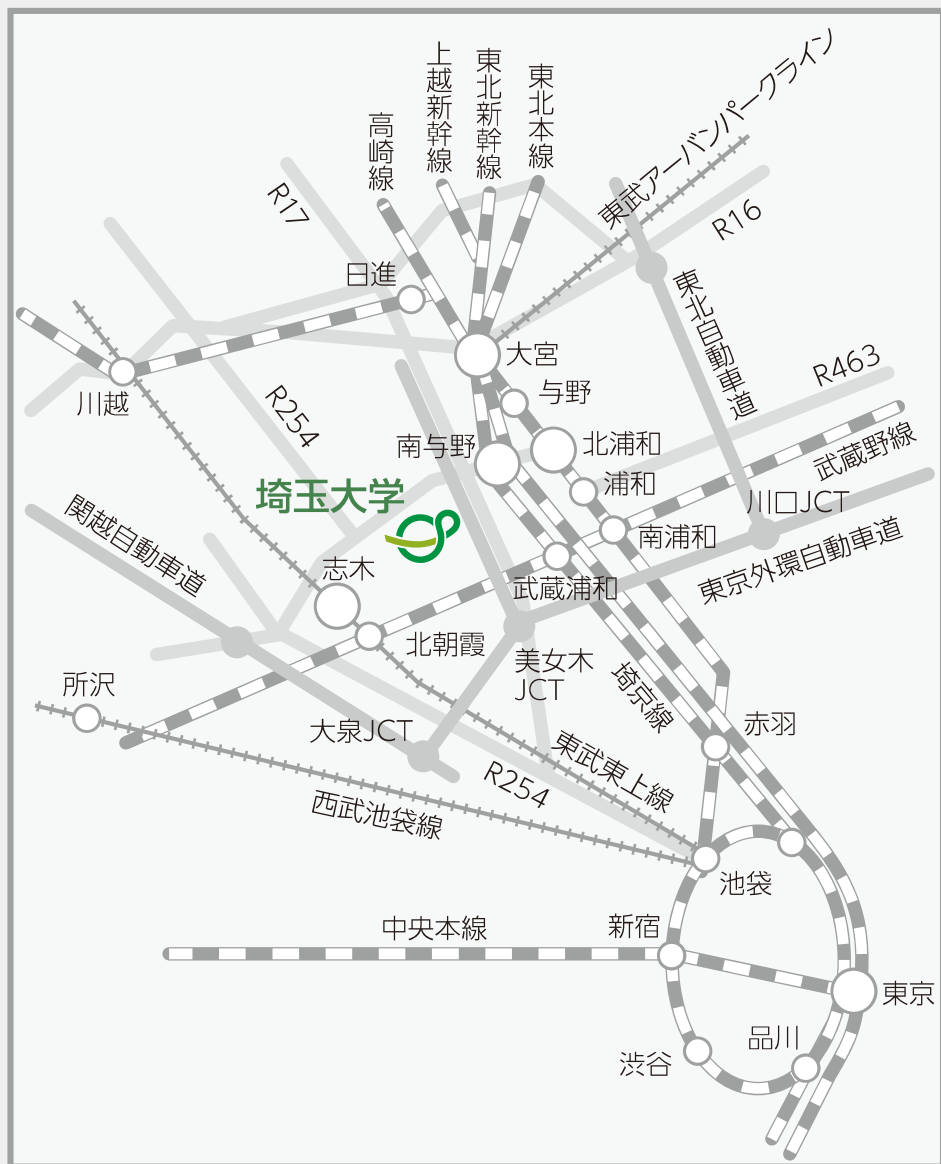 上越新幹線
東北新幹線
東北本線
高崎線
東武アーバンパークライン
R17
R16
日進
東北自動車道
大宮
R463
与野
川越
R254
南与野
北浦和
武蔵野線
浦和
埼玉大学
川口JCT
関越自動車道
南浦和
東京外環自動車道
志木
武蔵浦和
北朝霞
美女木
JCT
所沢
埼京線
大泉JCT
赤羽
東武東上線
R254
西武池袋線
池袋
中央本線
新宿
東京
品川
渋谷